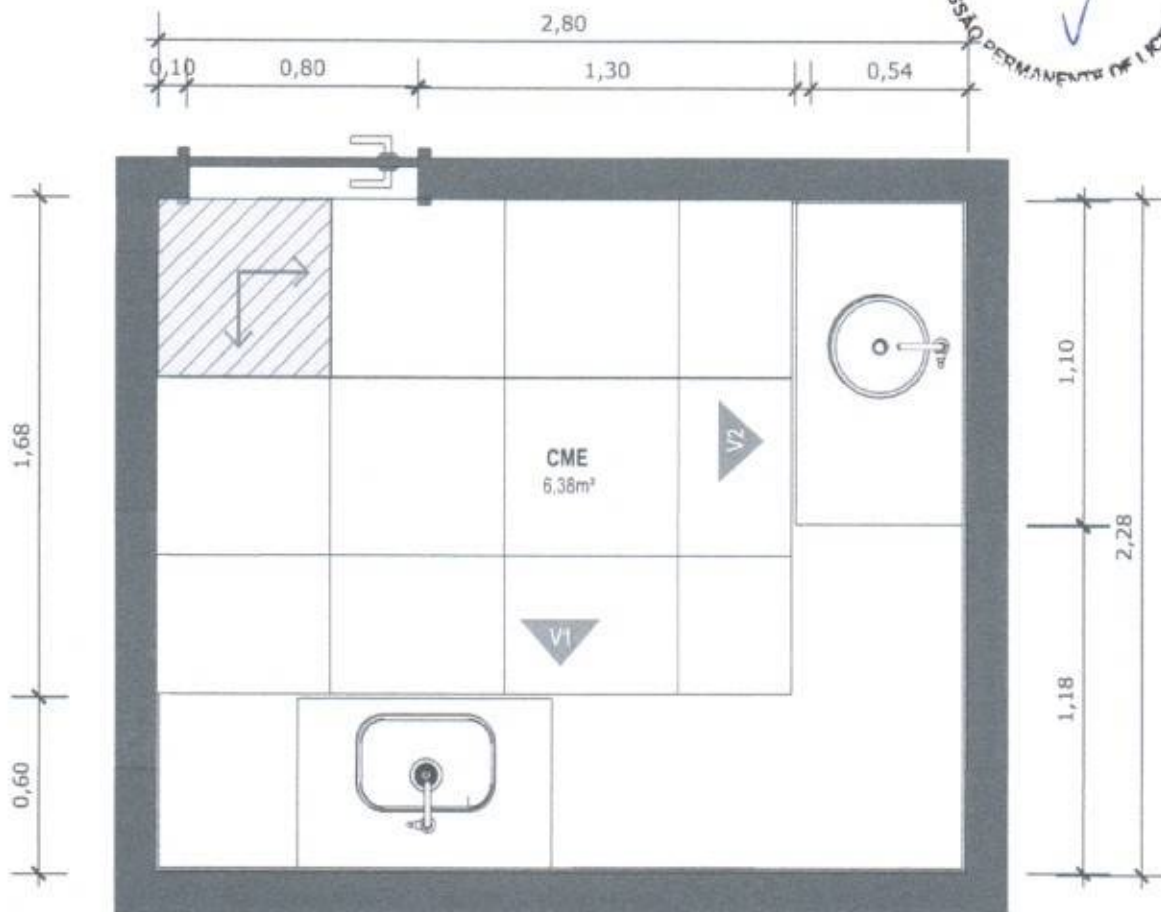 SSÃO PERMANENTE DE LIC
2,80
0,10
0,80
1,30
0,54
1,68
0,60
1,10
1,18
2,28
CME
6,38m²
V2
V1